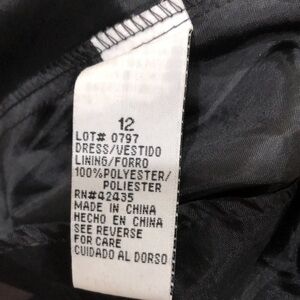 12
LOT# 0797
DRESS/VESTIDO
LINING/FORRO
100%POLYESTER/
POLIESTER
RN#42435
MADE IN CHINA
HECHO EN CHINA
SEE REVERSE
FOR CARE
CUIDADO AL DORSO